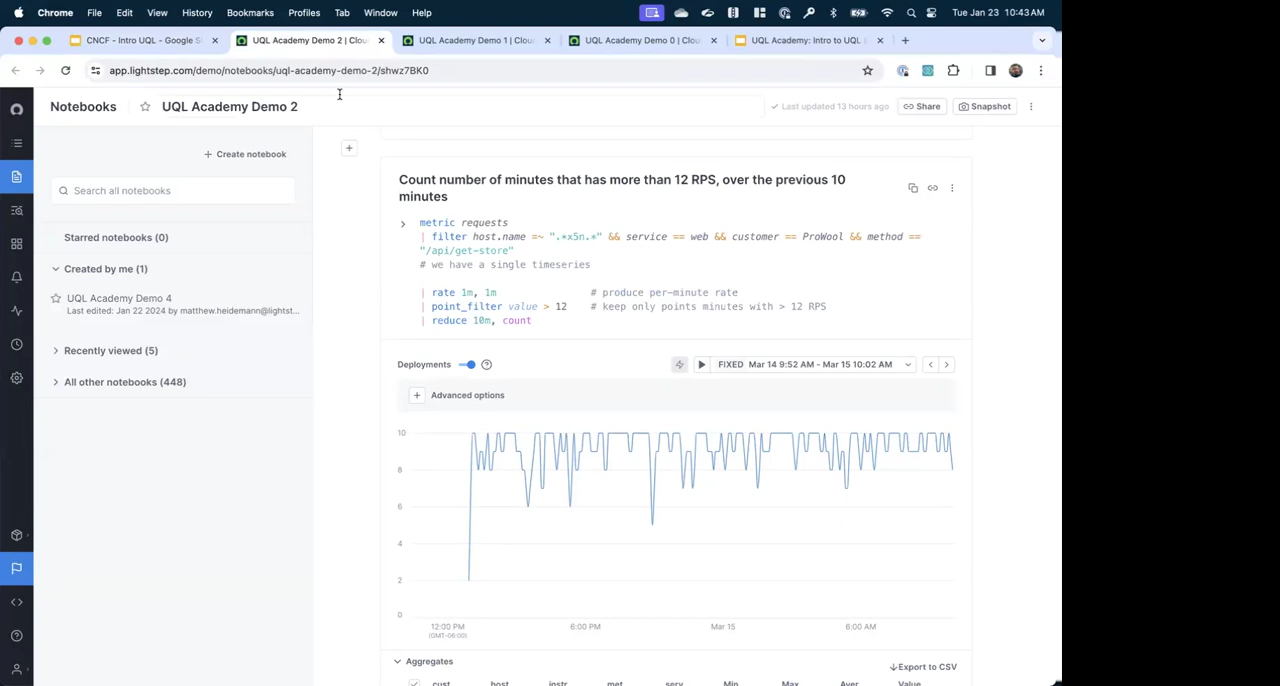 Chrome File Edit View History Bookmarks Profiles Tab Window Help Tue Jan 23 10:43 AM
CNCF - Intro UQL - Google S UQL Academy Demo 2 | Clou UQL Academy Demo 1 | Clou UQL Academy Demo 0 | Clou UQL Academy: Intro to UQL
app.lightstep.com/demo/notebooks/uql-academy-demo-2/shwz7BK0
Notebooks UQL Academy Demo 2 Last updated 13 hours ago Share Snapshot
Create notebook
Search all notebooks
Starred notebooks (0)
Created by me (1)
UQL Academy Demo 4
Last edited: Jan 22 2024 by matthew.heidemann@lightst...
Recently viewed (5)
All other notebooks (448)
Count number of minutes that has more than 12 RPS, over the previous 10
minutes
metric requests
| filter host.name =~ ".*x5n.*" && service == web && customer == ProWool && method ==
"/api/get-store"
# we have a single timeseries
| rate 1m, 1m # produce per-minute rate
| point_filter value > 12 # keep only points minutes with > 12 RPS
| reduce 10m, count
Deployments FIXED Mar 14 9:52 AM - Mar 15 10:02 AM
Advanced options
10
8
6
4
2
0
12:00 PM 6:00 PM Mar 15 6:00 AM
(GMT-06:00)
Aggregates Export to CSV
cust host instr met serv Min Max Aver Value